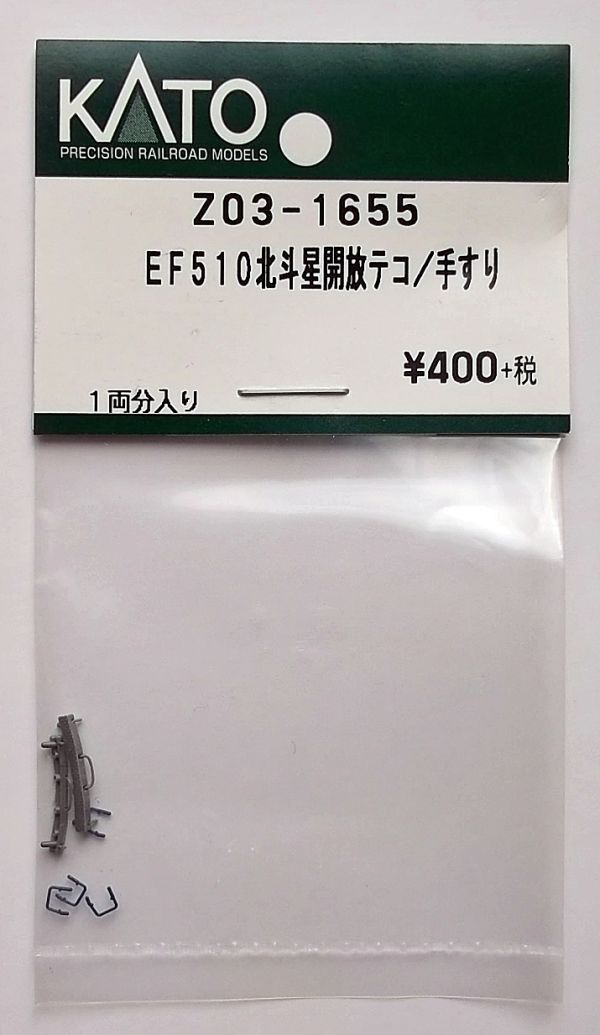 KATO
PRECISION RAILROAD MODELS
Z03-1655
EF510北斗星開放テコ/手すり
¥400+税
1両分入り